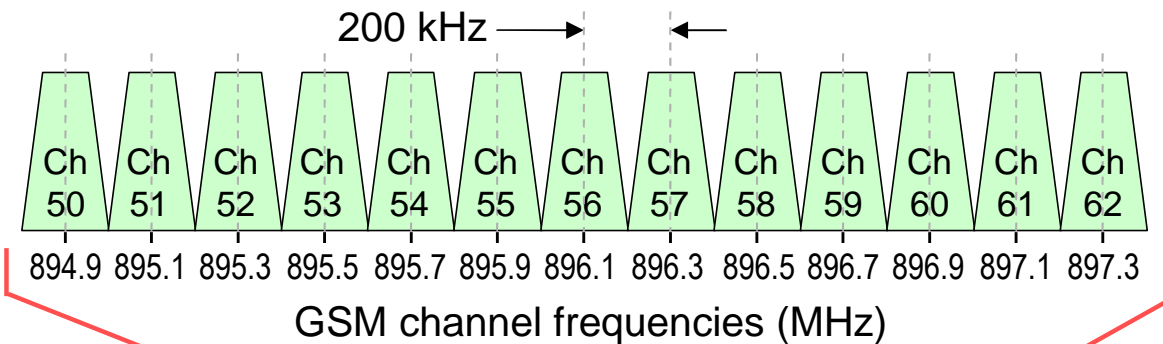 200 kHz
Ch Ch Ch Ch Ch Ch Ch Ch Ch Ch Ch Ch Ch
50 51 52 53 54 55 56 57 58 59 60 61 62
894.9 895.1 895.3 895.5 895.7 895.9 896.1 896.3 896.5 896.7 896.9 897.1 897.3
GSM channel frequencies (MHz)